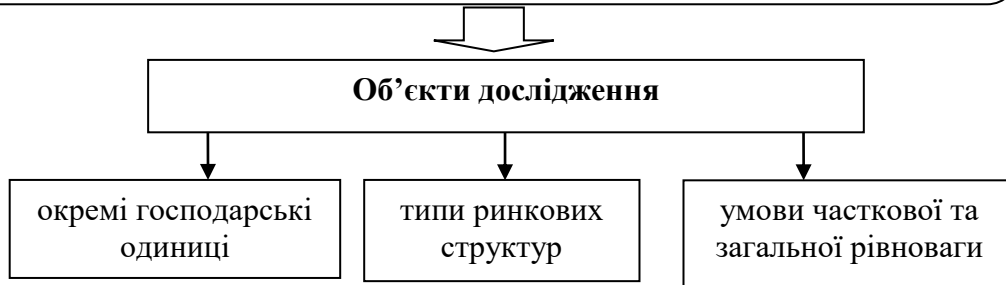 Об’єкти дослідження
окремі господарські
одиниці
типи ринкових
структур
умови часткової та
загальної рівноваги